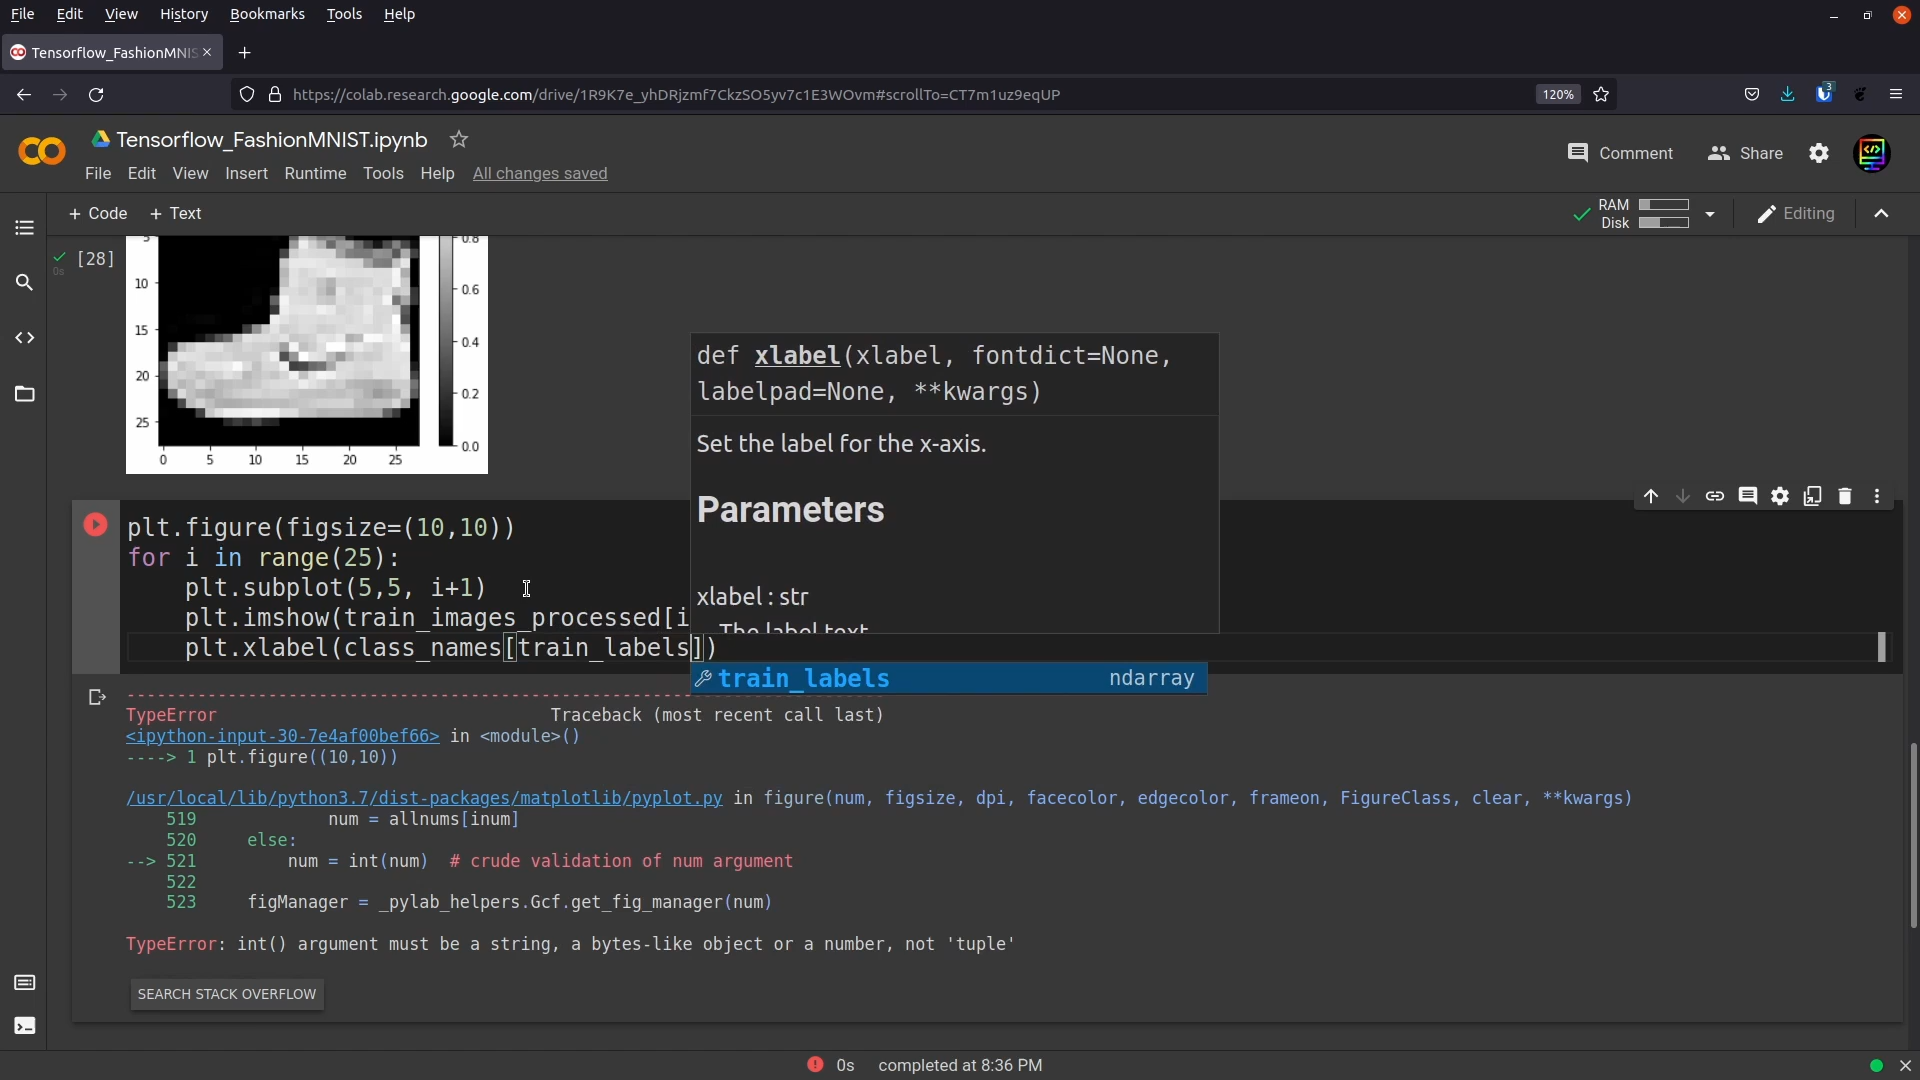 File Edit View History Bookmarks Tools Help
Tensorflow_FashionMNIS
https://colab.research.google.com/drive/1R9K7e_yhDRjzmf7CkzSO5yv7c1E3WOvm#scrollTo=CT7m1uz9eqUP
120%
3
Tensorflow_FashionMNIST.ipynb
Comment
Share
File Edit View Insert Runtime Tools Help All changes saved
+ Code + Text
RAM
Disk
Editing
0s
[28]
5
10
15
20
25
0 5 10 15 20 25
0.8
0.6
0.4
0.2
0.0
def xlabel(xlabel, fontdict=None,
labelpad=None, **kwargs)
Set the label for the x-axis.
Parameters
xlabel : str
The label text
plt.figure(figsize=(10,10))
for i in range(25):
plt.subplot(5,5, i+1)
plt.imshow(train_images_processed[i
plt.xlabel(class_names[train_labels])
train_labels ndarray
---------------------------------------------------------------------------
TypeError Traceback (most recent call last)
<ipython-input-30-7e4af00bef66> in <module>()
----> 1 plt.figure((10,10))
/usr/local/lib/python3.7/dist-packages/matplotlib/pyplot.py in figure(num, figsize, dpi, facecolor, edgecolor, frameon, FigureClass, clear, **kwargs)
519 num = allnums[inum]
520 else:
--> 521 num = int(num) # crude validation of num argument
522
523 figManager = _pylab_helpers.Gcf.get_fig_manager(num)
TypeError: int() argument must be a string, a bytes-like object or a number, not 'tuple'
SEARCH STACK OVERFLOW
0s completed at 8:36 PM